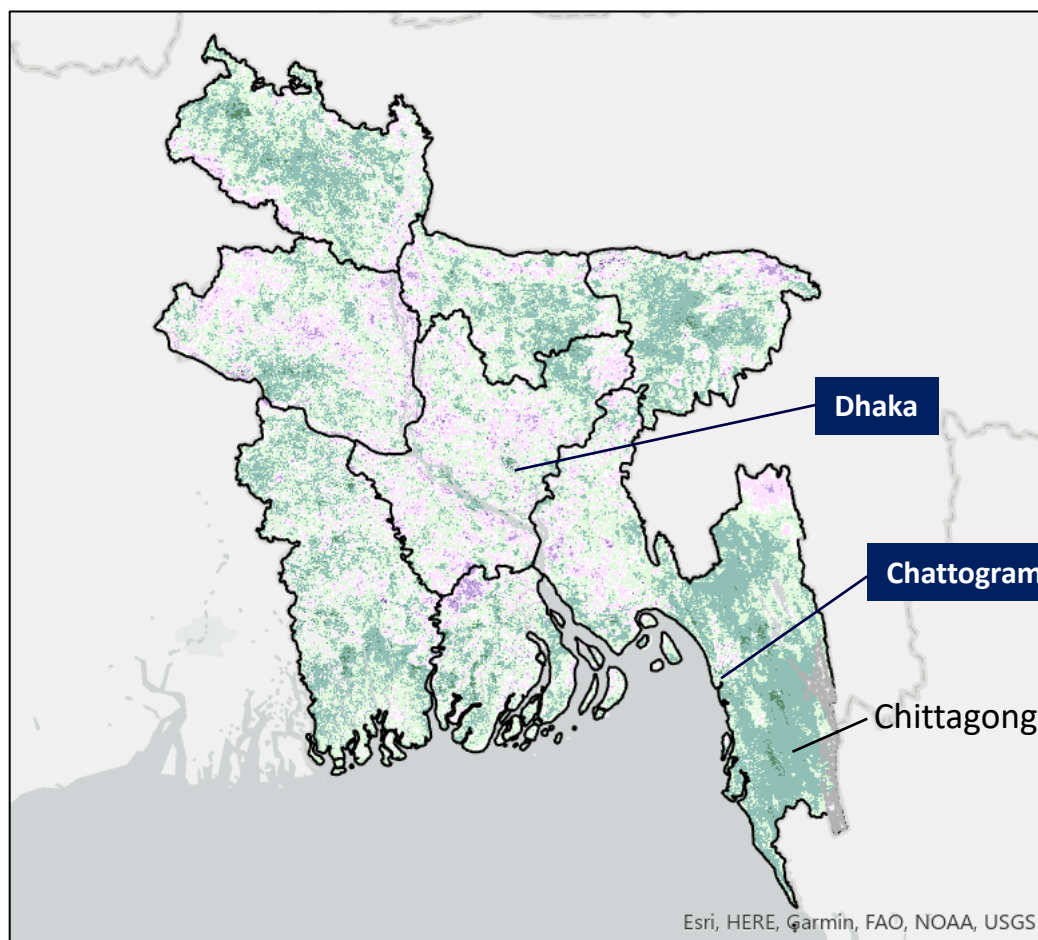 Dhaka
Chattogram
Chittagong
Esri, HERE, Garmin, FAO, NOAA, USGS